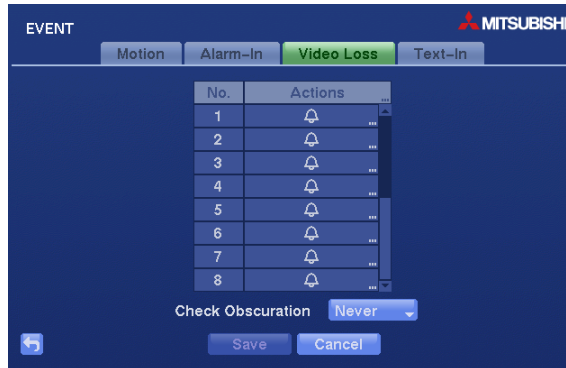 EVENT
MITSUBISHI
Motion Alarm-In Video Loss Text-In
No. Actions ...
1 ...
2 ...
3 ...
4 ...
5 ...
6 ...
7 ...
8 ...
Check Obscuration Never
Save Cancel